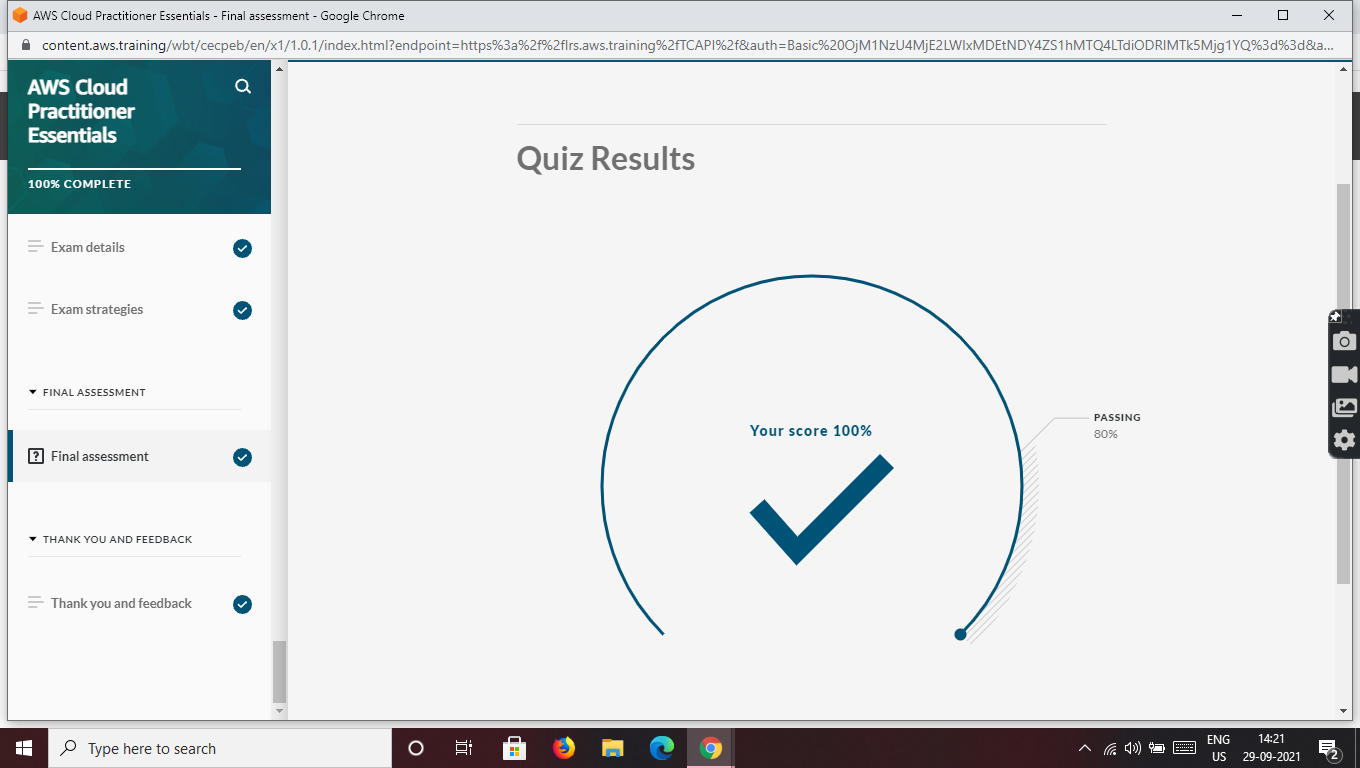 AWS Cloud Practitioner Essentials - Final assessment - Google Chrome
content.aws.training/wbt/cecpeb/en/x1/1.0.1/index.html?endpoint=https%3a%2f%2flrs.aws.training%2fTCAPI%2f&auth=Basic%20OjM1NzU4MjE2LWIxMDEtNDY4ZS1hMTQ4LTdiODRlMTk5Mjg1YQ%3d%3d&a...
AWS Cloud
Practitioner
Essentials
100% COMPLETE
Exam details
Exam strategies
FINAL ASSESSMENT
Final assessment
THANK YOU AND FEEDBACK
Thank you and feedback
Quiz Results
Your score 100%
PASSING
80%
Type here to search
ENG
US
14:21
29-09-2021
2